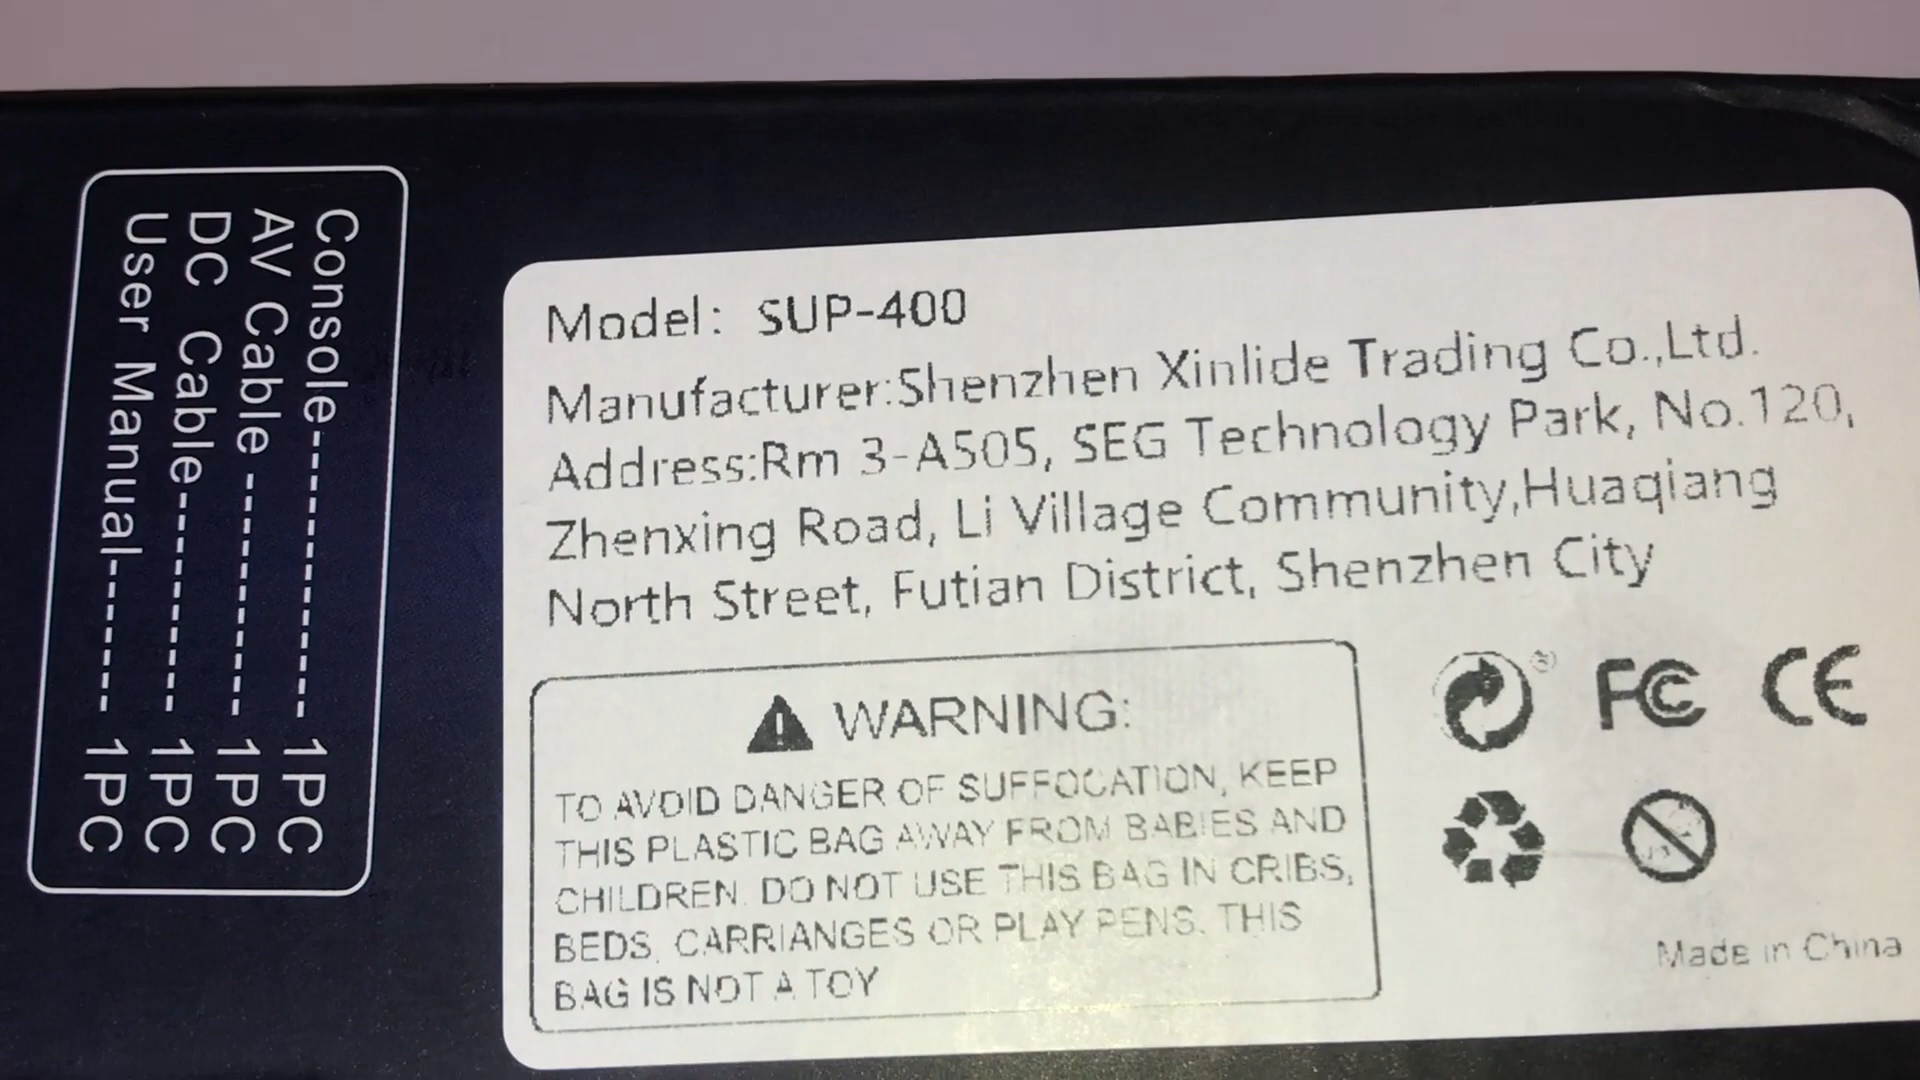 Console------------------ 1PC
AV Cable --------------- 1PC
DC Cable-------------- 1PC
User Manual--------- 1PC
Model: SUP-400
Manufacturer:Shenzhen Xinlide Trading Co.,Ltd.
Address:Rm 3-A505, SEG Technology Park, No.120,
Zhenxing Road, Li Village Community,Huaqiang
North Street, Futian District, Shenzhen City
WARNING:
TO AVOID DANGER OF SUFFOCATION, KEEP
THIS PLASTIC BAG AWAY FROM BABIES AND
CHILDREN. DO NOT USE THIS BAG IN CRIBS,
BEDS, CARRIANGES OR PLAY PENS. THIS
BAG IS NOT A TOY
® FC CE
Made in China